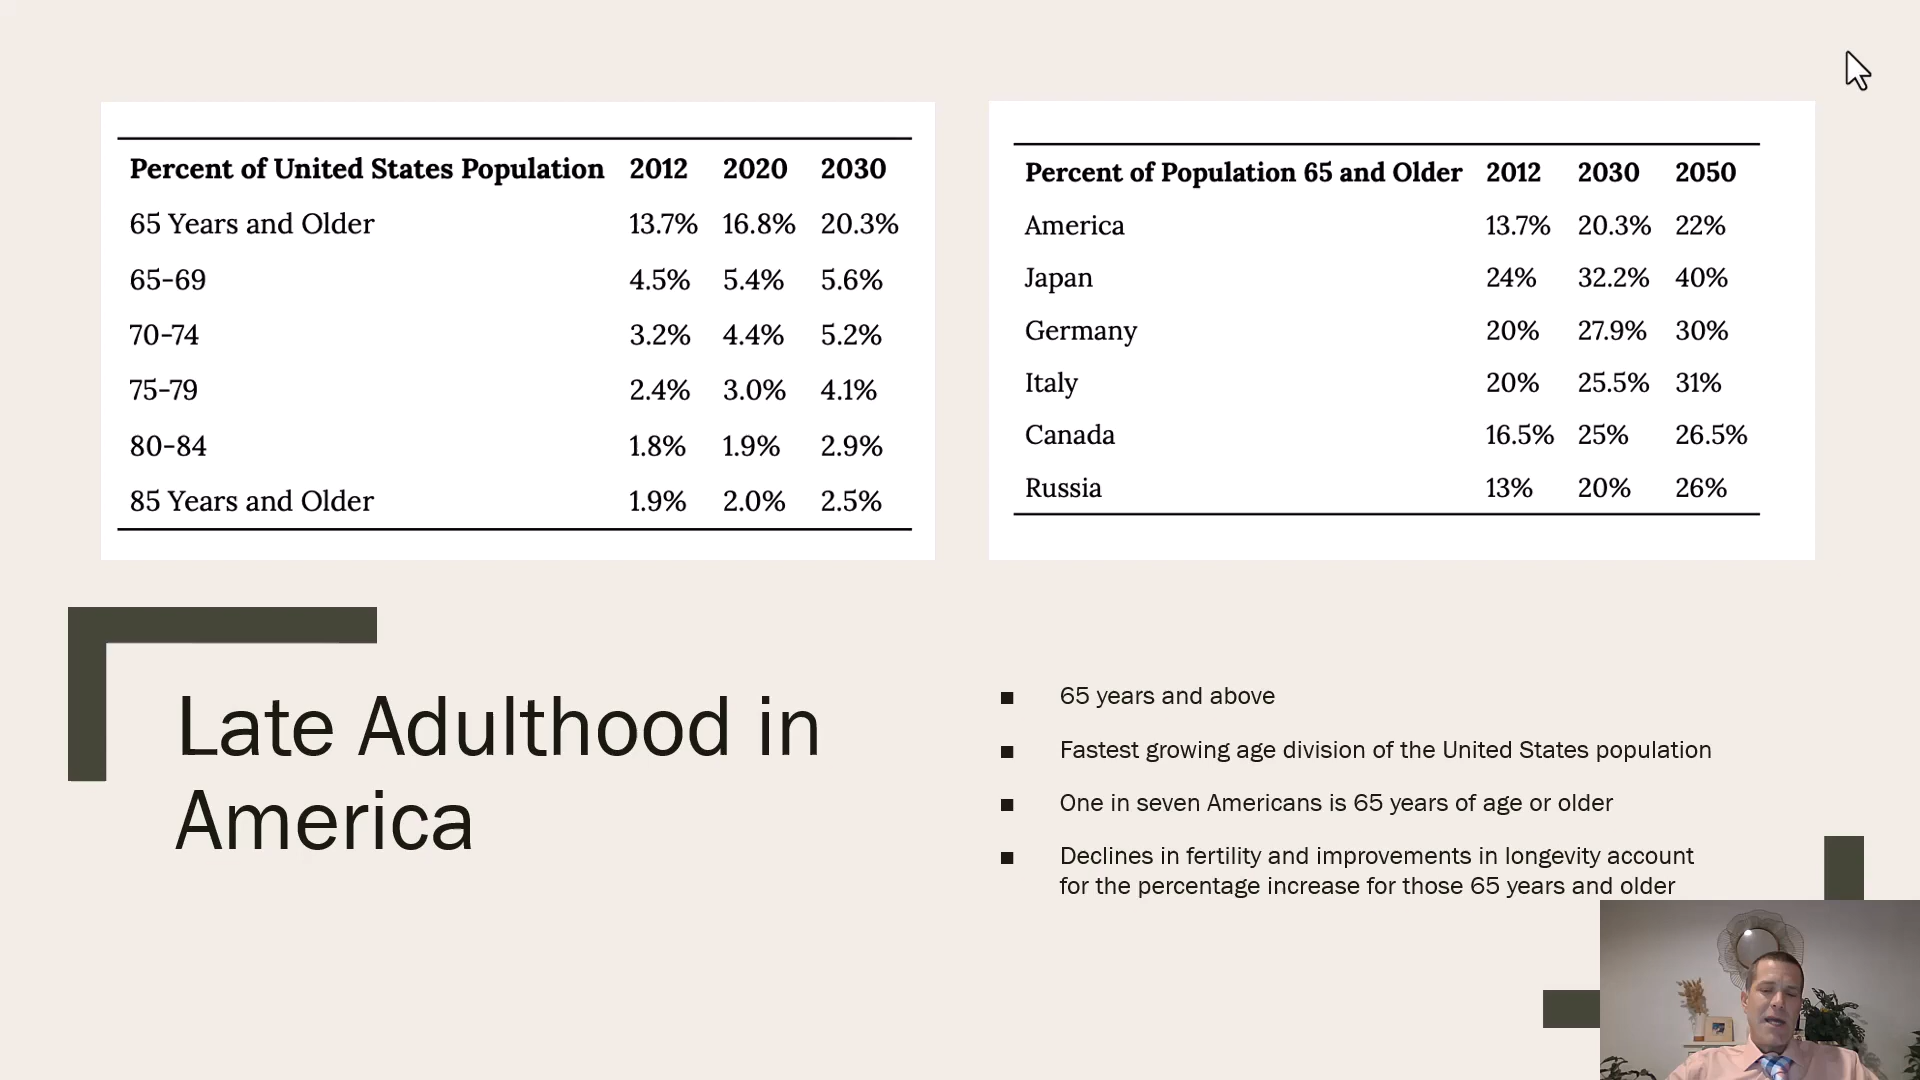 Percent of United States Population 2012 2020 2030
65 Years and Older 13.7% 16.8% 20.3%
65-69 4.5% 5.4% 5.6%
70-74 3.2% 4.4% 5.2%
75-79 2.4% 3.0% 4.1%
80-84 1.8% 1.9% 2.9%
85 Years and Older 1.9% 2.0% 2.5%
Percent of Population 65 and Older 2012 2030 2050
America 13.7% 20.3% 22%
Japan 24% 32.2% 40%
Germany 20% 27.9% 30%
Italy 20% 25.5% 31%
Canada 16.5% 25% 26.5%
Russia 13% 20% 26%
Late Adulthood in
America
■ 65 years and above
■ Fastest growing age division of the United States population
■ One in seven Americans is 65 years of age or older
■ Declines in fertility and improvements in longevity account
for the percentage increase for those 65 years and older